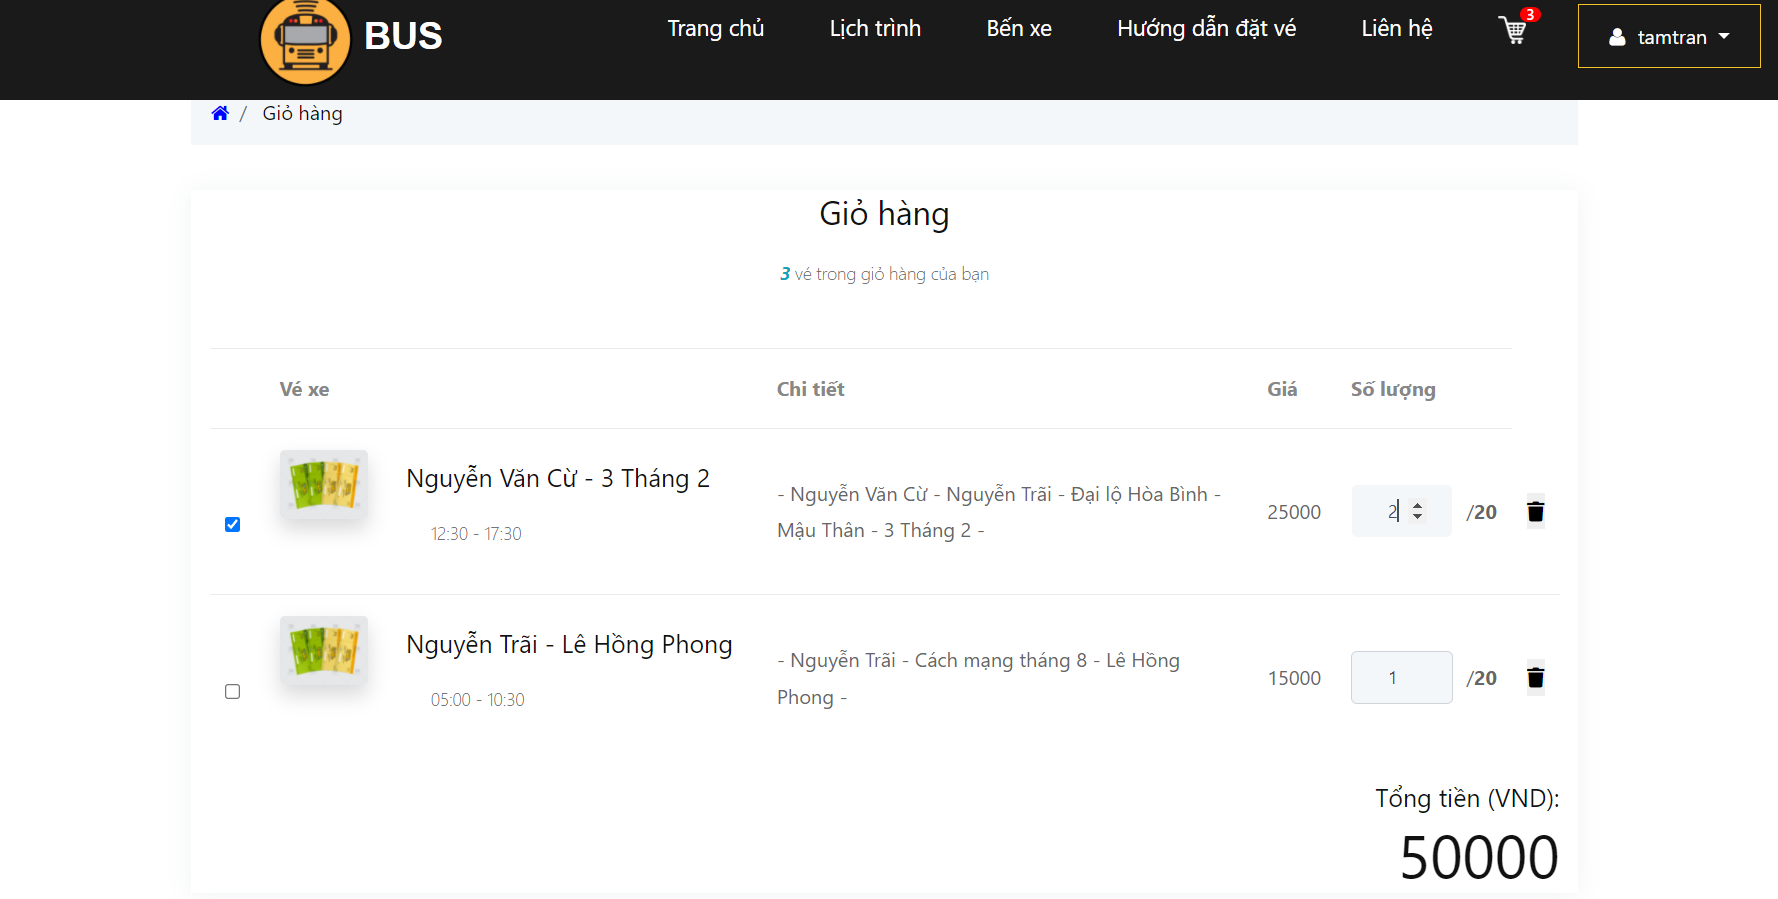 BUS
Trang chủ
Lịch trình
Bến xe
Hướng dẫn đặt vé
Liên hệ
3
tamtran
/ Giỏ hàng
Giỏ hàng
3 vé trong giỏ hàng của bạn
Vé xe
Chi tiết
Giá
Số lượng
Nguyễn Văn Cừ - 3 Tháng 2
12:30 - 17:30
- Nguyễn Văn Cừ - Nguyễn Trãi - Đại lộ Hòa Bình -
Mậu Thân - 3 Tháng 2 -
25000
2
/20
Nguyễn Trãi - Lê Hồng Phong
05:00 - 10:30
- Nguyễn Trãi - Cách mạng tháng 8 - Lê Hồng
Phong -
15000
1
/20
Tổng tiền (VND):
50000